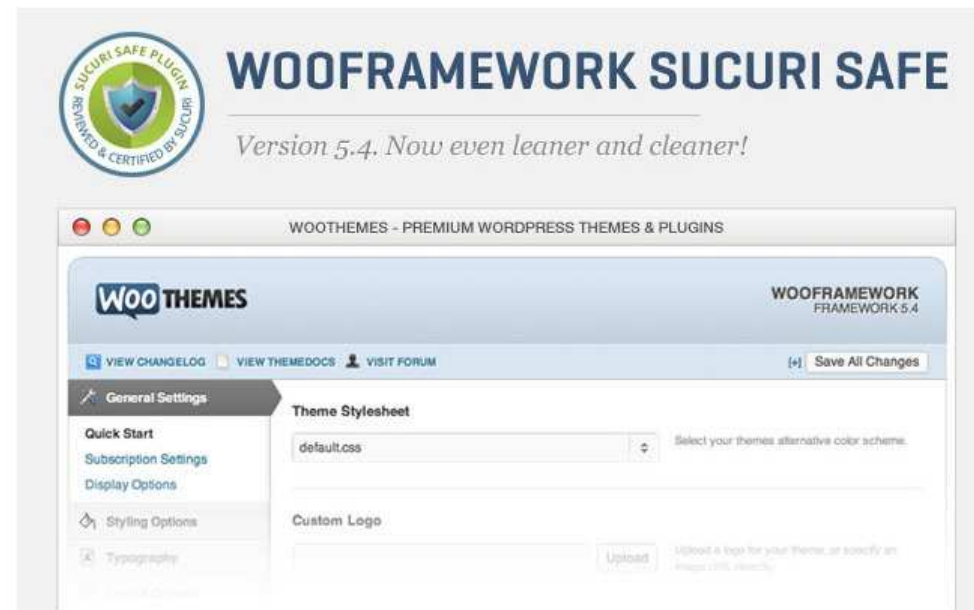 SUCURI SAFE PLUGIN
REVIEWED & CERTIFIED BY SUCURI
WOOFRAMEWORK SUCURI SAFE
Version 5.4. Now even leaner and cleaner!
WOOTHEMES - PREMIUM WORDPRESS THEMES & PLUGINS
WOO THEMES
WOOFRAMEWORK
FRAMEWORK 5.4
VIEW CHANGELOG VIEW THEMEDOCS VISIT FORUM
[+] Save All Changes
General Settings
Quick Start
Subscription Settings
Display Options
Styling Options
Typography
Theme Stylesheet
default.css
Select your themes alternative color scheme.
Custom Logo
Upload
Upload a logo for your theme, or specify an
image URL directly.